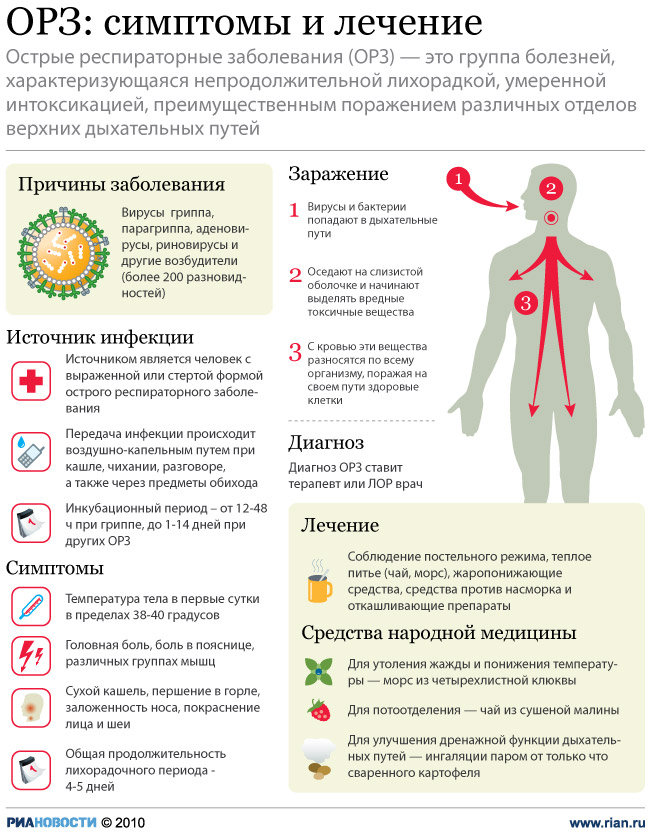 ОРЗ: симптомы и лечение
Острые респираторные заболевания (ОРЗ) — это группа болезней,
характеризующаяся непродолжительной лихорадкой, умеренной
интоксикацией, преимущественным поражением различных отделов
верхних дыхательных путей
Причины заболевания
Вирусы гриппа,
парагриппа, аденови-
русы, риновирусы и
другие возбудители
(более 200 разновид-
ностей)
Источник инфекции
Источником является человек с
выраженной или стертой формой
острого респираторного заболе-
вания
Передача инфекции происходит
воздушно-капельным путем при
кашле, чихании, разговоре,
а также через предметы обихода
Инкубационный период – от 12-48
ч при гриппе, до 1-14 дней при
других ОРЗ
Симптомы
Температура тела в первые сутки
в пределах 38-40 градусов
Головная боль, боль в пояснице,
различных группах мышц
Сухой кашель, першение в горле,
заложенность носа, покраснение
лица и шеи
Общая продолжительность
лихорадочного периода -
4-5 дней
Заражение
1 Вирусы и бактерии
попадают в дыхательные
пути
2 Оседают на слизистой
оболочке и начинают
выделять вредные
токсичные вещества
3 С кровью эти вещества
разносятся по всему
организму, поражая на
своем пути здоровые
клетки
1
2
3
Диагноз
Диагноз ОРЗ ставит
терапевт или ЛОР врач
Лечение
Соблюдение постельного режима, теплое
питье (чай, морс), жаропонижающие
средства, средства против насморка и
откашливающие препараты
Средства народной медицины
Для утоления жажды и понижения температу-
ры — морс из четырехлистной клюквы
Для потоотделения — чай из сушеной малины
Для улучшения дренажной функции дыхатель-
ных путей — ингаляции паром от только что
сваренного картофеля
РИАНОВОСТИ © 2010
www.rian.ru